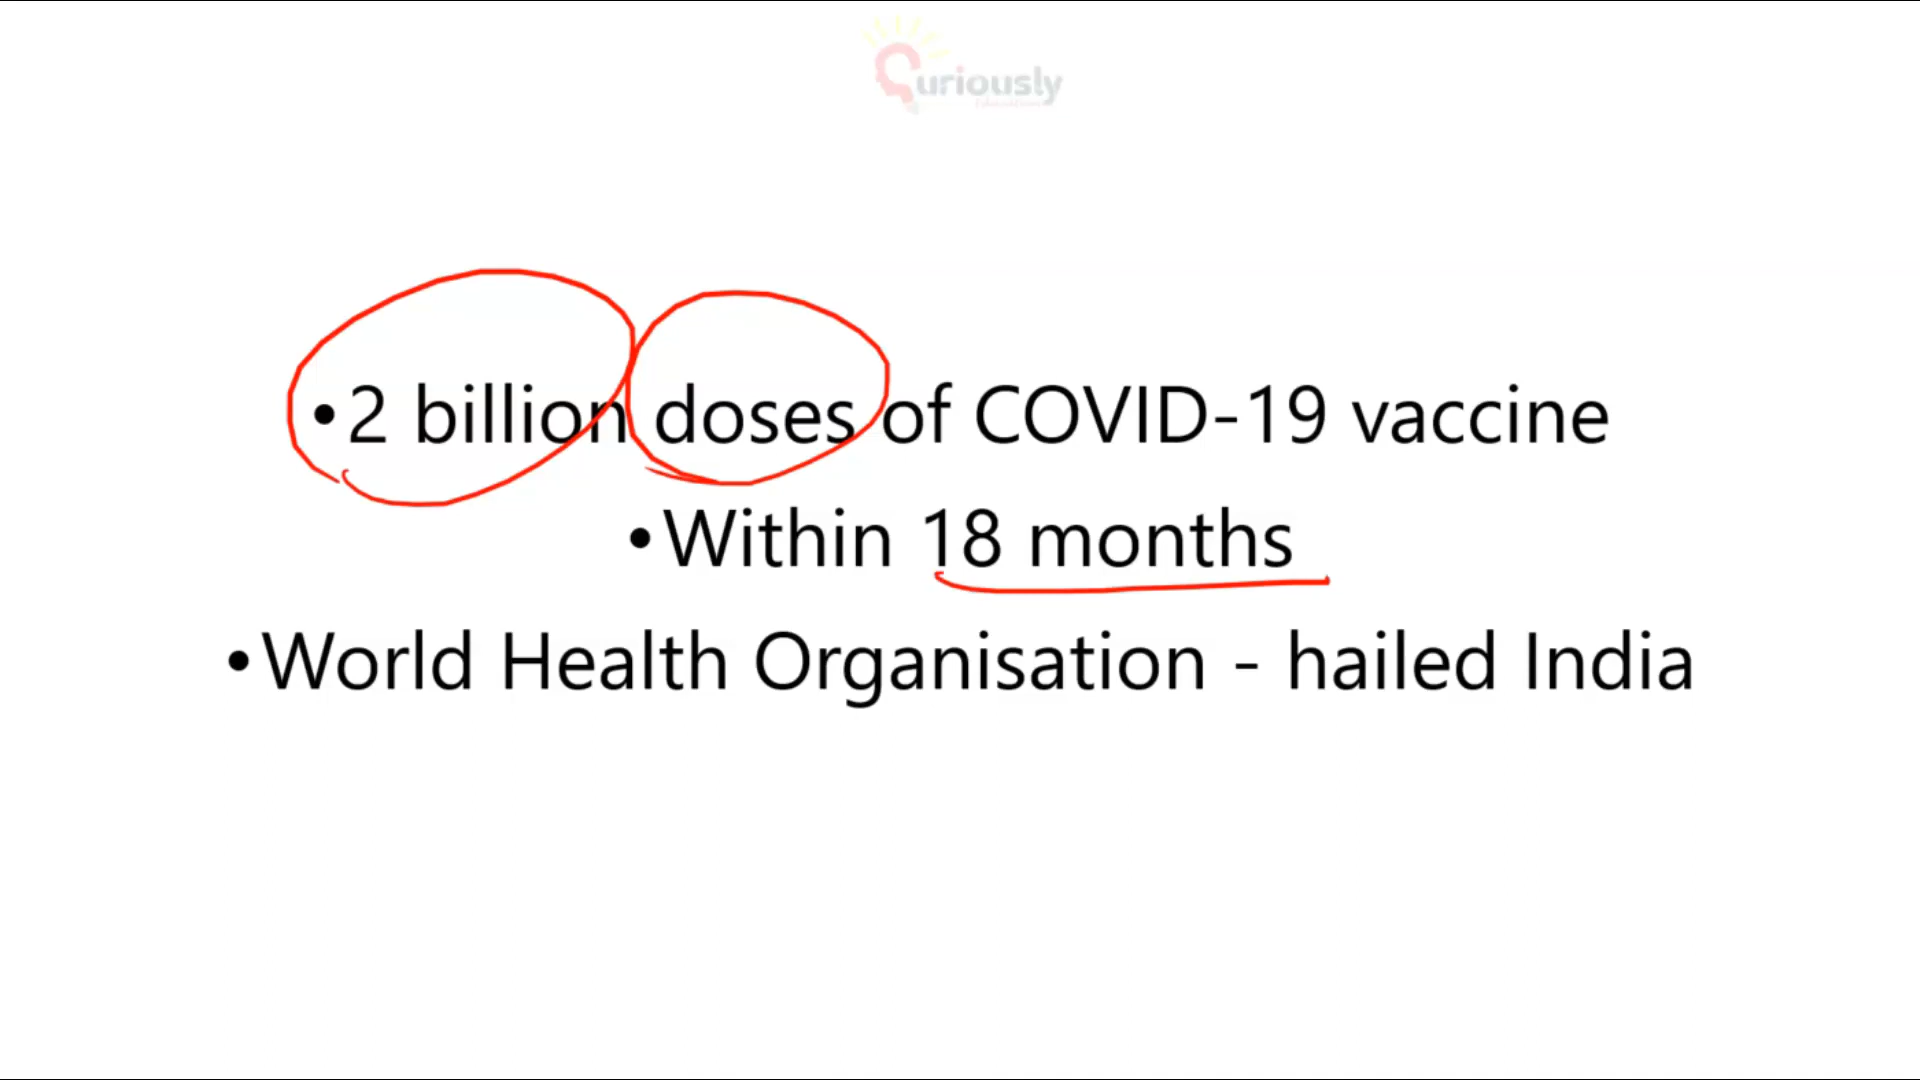 Curiously
• 2 billion doses of COVID-19 vaccine
• Within 18 months
• World Health Organisation - hailed India